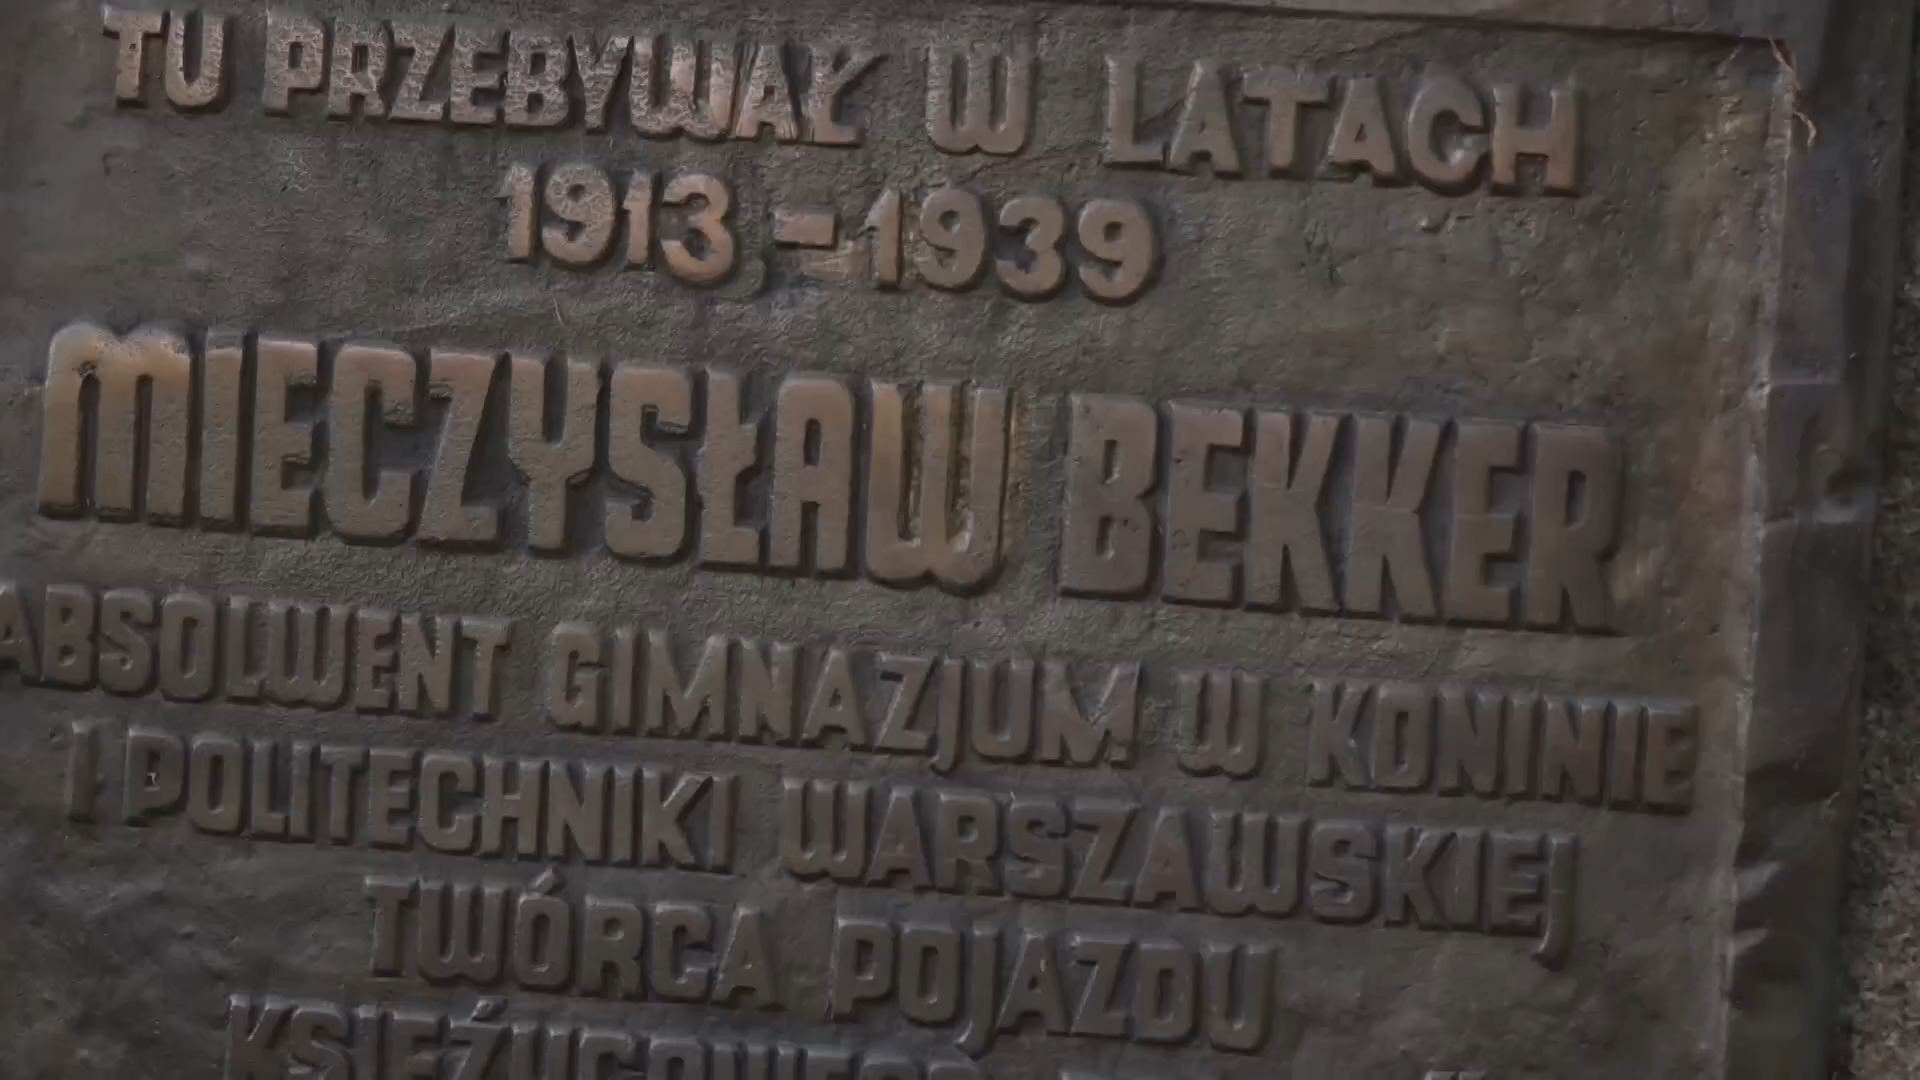 TU PRZEBYWAŁ W LATACH
1913-1939
MIECZYSŁAW BEKKER
ABSOLWENT GIMNAZJUM W KONINIE
I POLITECHNIKI WARSZAWSKIEJ
TWÓRCA POJAZDU
KSIĘŻYCOWEGO